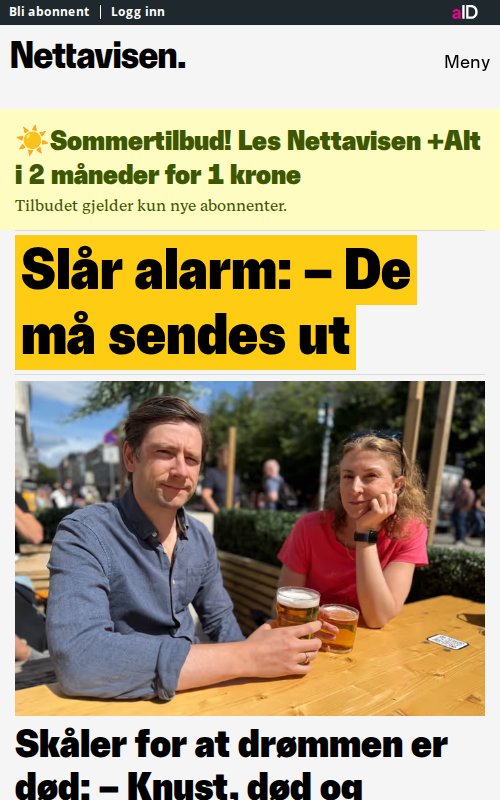 Bli abonnent | Logg inn
aID
Nettavisen.
Meny
☀️Sommertilbud! Les Nettavisen +Alt
i 2 måneder for 1 krone
Tilbudet gjelder kun nye abonnenter.
Slår alarm: – De
må sendes ut
Skåler for at drømmen er
død: – Knust, død og